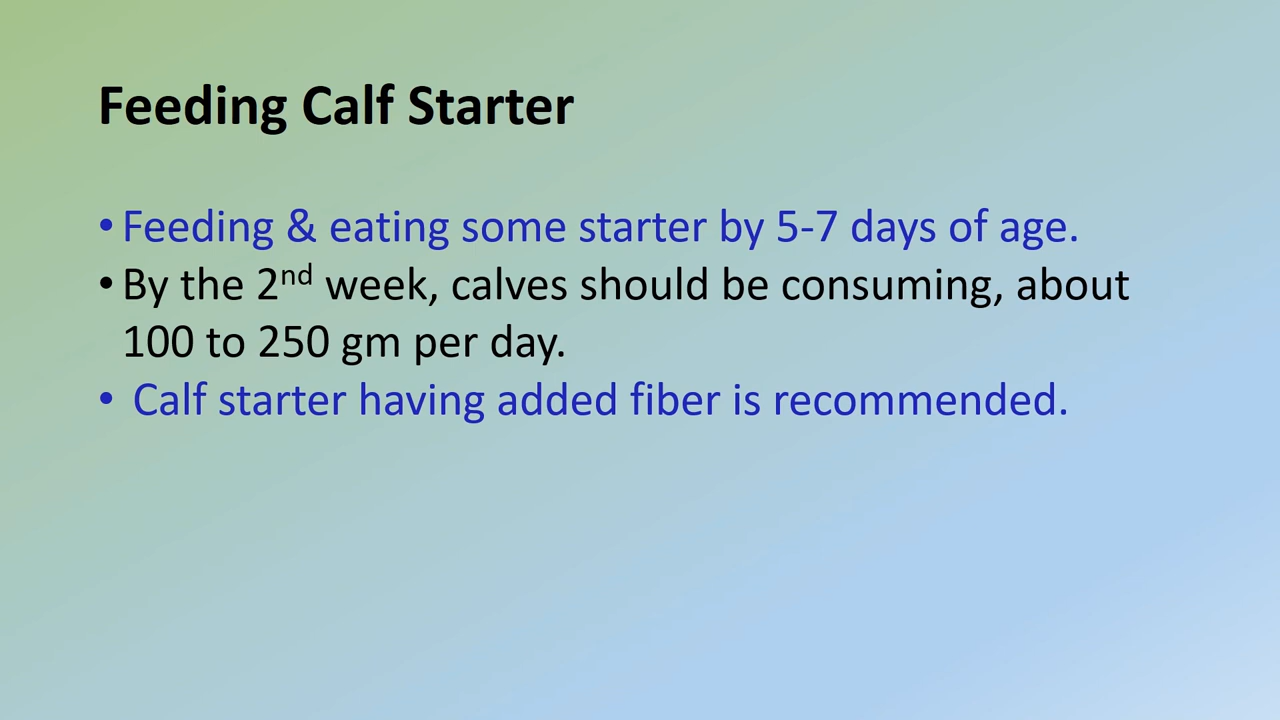 Feeding Calf Starter
• Feeding & eating some starter by 5-7 days of age.
• By the 2nd week, calves should be consuming, about
100 to 250 gm per day.
• Calf starter having added fiber is recommended.